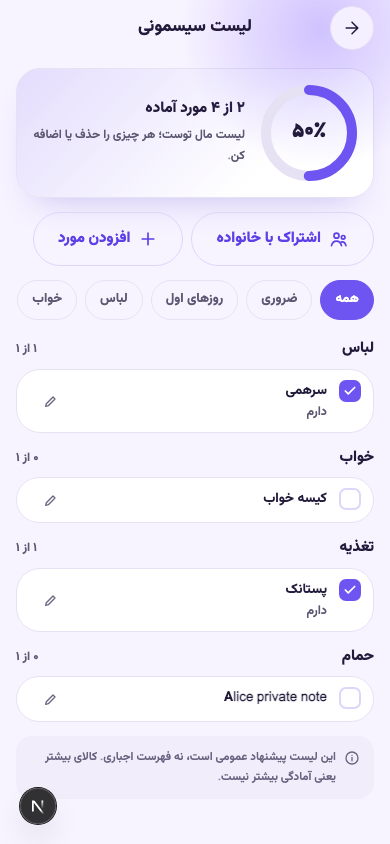 لیست سیسمونی
۵۰٪
۲ از ۴ مورد آماده
لیست مال توست؛ هر چیزی را حذف یا اضافه
کن.
اشتراک با خانواده
افزودن مورد
همه
ضروری
روزهای اول
لباس
خواب
لباس
۱ از ۱
سرهمی
دارم
خواب
۰ از ۱
کیسه خواب
تغذیه
۱ از ۱
پستانک
دارم
حمام
۰ از ۱
Alice private note
این لیست پیشنهاد عمومی است، نه فهرست اجباری. کالای بیشتر
یعنی آمادگی بیشتر نیست.
N